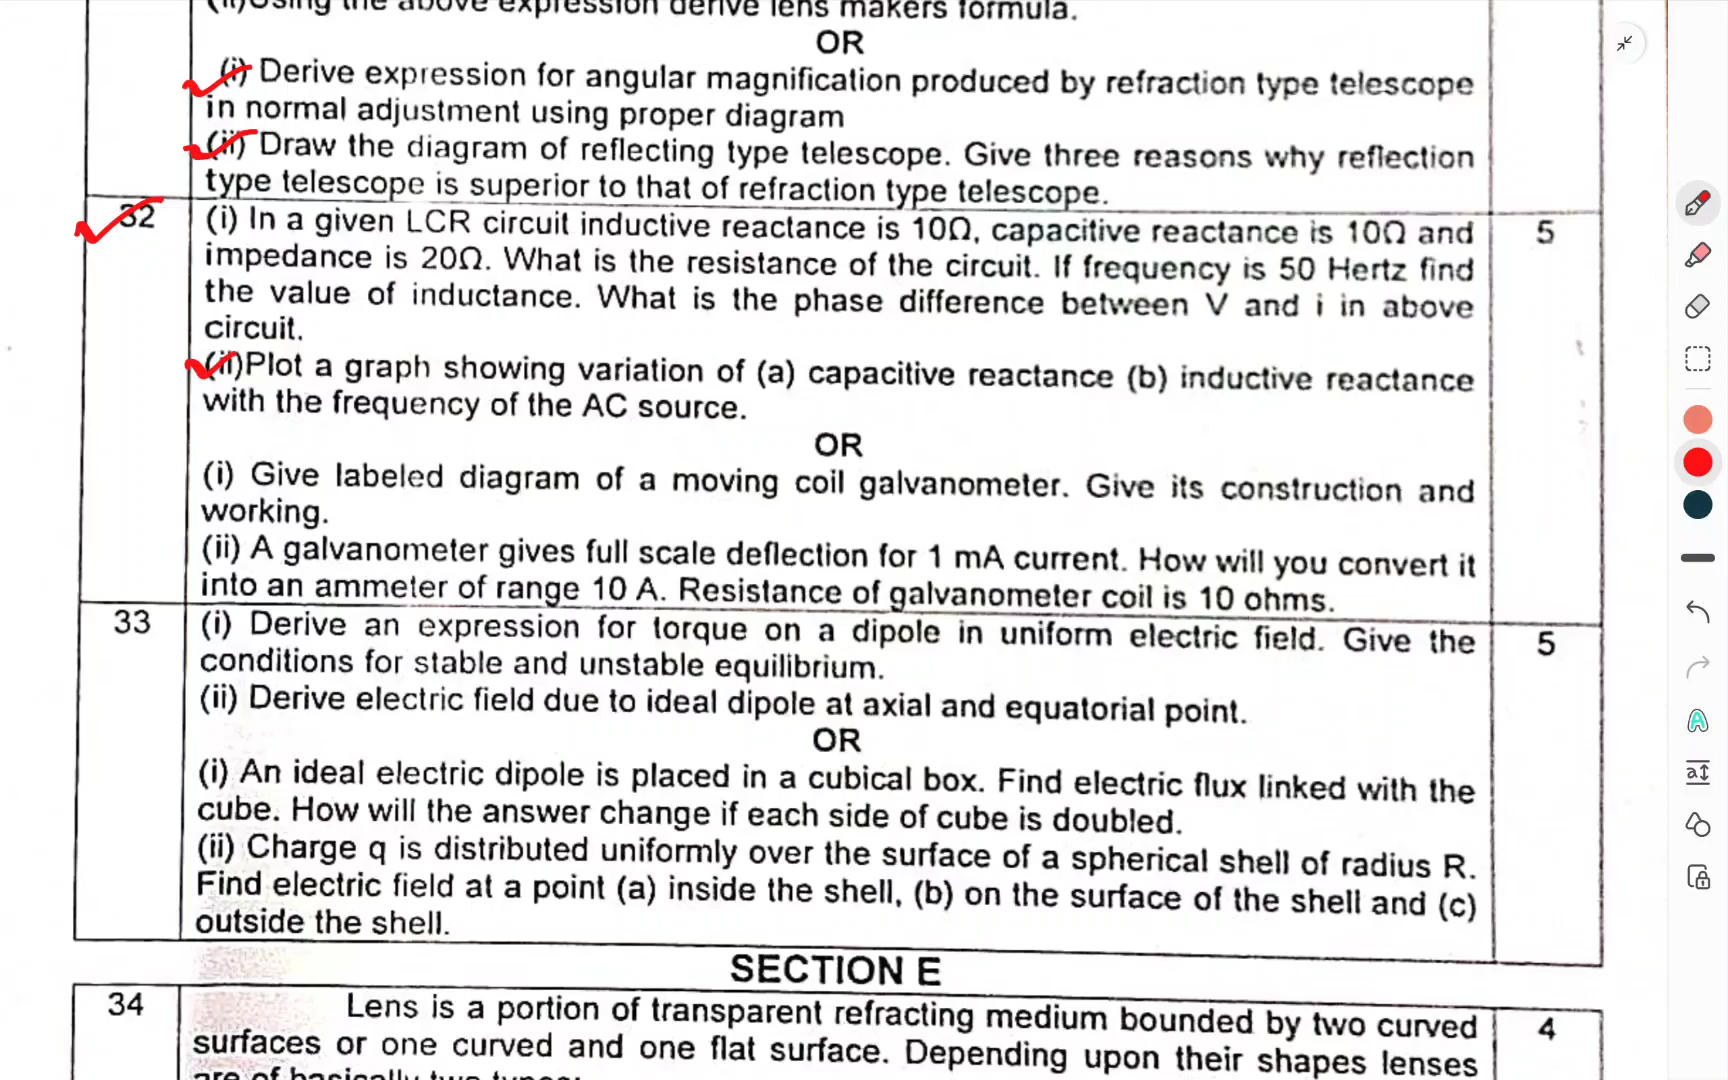 (ii)Using the above expression derive lens makers formula.
OR
(i) Derive expression for angular magnification produced by refraction type telescope
in normal adjustment using proper diagram
(ii) Draw the diagram of reflecting type telescope. Give three reasons why reflection
type telescope is superior to that of refraction type telescope.
32
(i) In a given LCR circuit inductive reactance is 10Ω, capacitive reactance is 10Ω and
5
impedance is 20Ω. What is the resistance of the circuit. If frequency is 50 Hertz find
the value of inductance. What is the phase difference between V and i in above
circuit.
(ii)Plot a graph showing variation of (a) capacitive reactance (b) inductive reactance
with the frequency of the AC source.
OR
(i) Give labeled diagram of a moving coil galvanometer. Give its construction and
working.
(ii) A galvanometer gives full scale deflection for 1 mA current. How will you convert it
into an ammeter of range 10 A. Resistance of galvanometer coil is 10 ohms.
33
(i) Derive an expression for torque on a dipole in uniform electric field. Give the
5
conditions for stable and unstable equilibrium.
(ii) Derive electric field due to ideal dipole at axial and equatorial point.
OR
(i) An ideal electric dipole is placed in a cubical box. Find electric flux linked with the
cube. How will the answer change if each side of cube is doubled.
(ii) Charge q is distributed uniformly over the surface of a spherical shell of radius R.
Find electric field at a point (a) inside the shell, (b) on the surface of the shell and (c)
outside the shell.
SECTION E
34
Lens is a portion of transparent refracting medium bounded by two curved
4
surfaces or one curved and one flat surface. Depending upon their shapes lenses
are of basically two types: